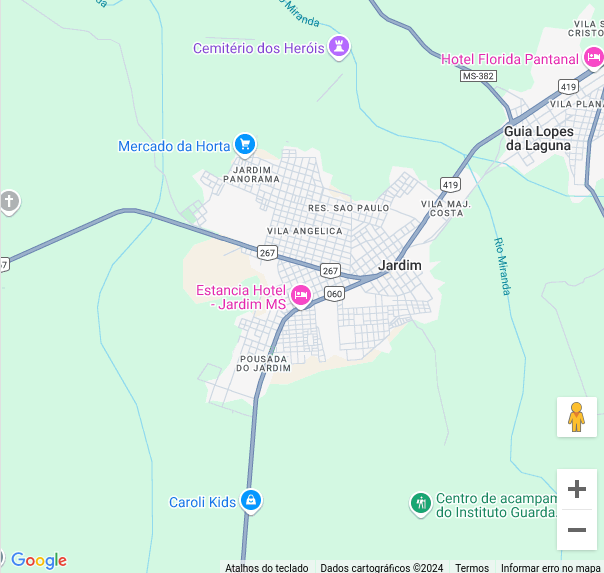 Rio Miranda
VILA S
CRISTO
Cemitério dos Heróis
Hotel Florida Pantanal
MS-382
419
VILA PLANA
Guia Lopes
da Laguna
Mercado da Horta
JARDIM
PANORAMA
419
RES. SAO PAULO
VILA MAJ.
COSTA
VILA ANGELICA
Rio Miranda
267
Jardim
267
Estancia Hotel
- Jardim MS
060
POUSADA
DO JARDIM
Caroli Kids
Centro de acampam
do Instituto Guarda.
Google
Atalhos do teclado
Dados cartográficos ©2024
Termos
Informar erro no mapa